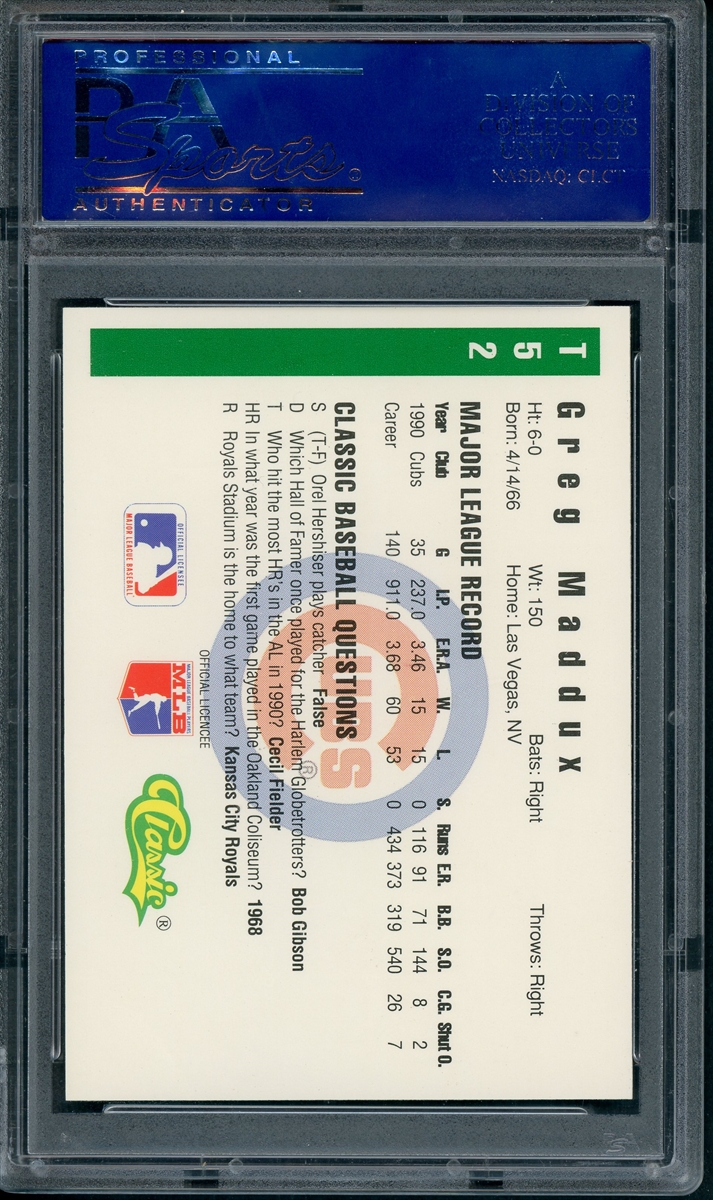 PROFESSIONAL
PSA
Sports ®
AUTHENTICATOR
A
DIVISION OF
COLLECTORS
UNIVERSE
NASDAQ: CLCT
T
5
2
Greg Maddux
Ht: 6-0 Wt: 150 Bats: Right Throws: Right
Born: 4/14/66 Home: Las Vegas, NV
MAJOR LEAGUE RECORD
Year Club G I.P. E.R.A. W. L. S. Runs E.R. B.B. S.O. C.G. Shut O.
1990 Cubs 35 237.0 3.46 15 15 0 116 91 71 144 8 2
Career 140 911.0 3.68 60 53 0 434 373 319 540 26 7
CUBS ®
CLASSIC BASEBALL QUESTIONS
S (T-F) Orel Hershiser plays catcher False
D Which Hall of Famer once played for the Harlem Globetrotters? Bob Gibson
T Who hit the most HR's in the AL in 1990? Cecil Fielder
HR In what year was the first game played in the Oakland Coliseum? 1968
R Royals Stadium is the home to what team? Kansas City Royals
OFFICIAL LICENSEE
MAJOR LEAGUE BASEBALL
OFFICIAL LICENCEE
MAJOR LEAGUE BASEBALL PLAYERS
MLB
Classic ®